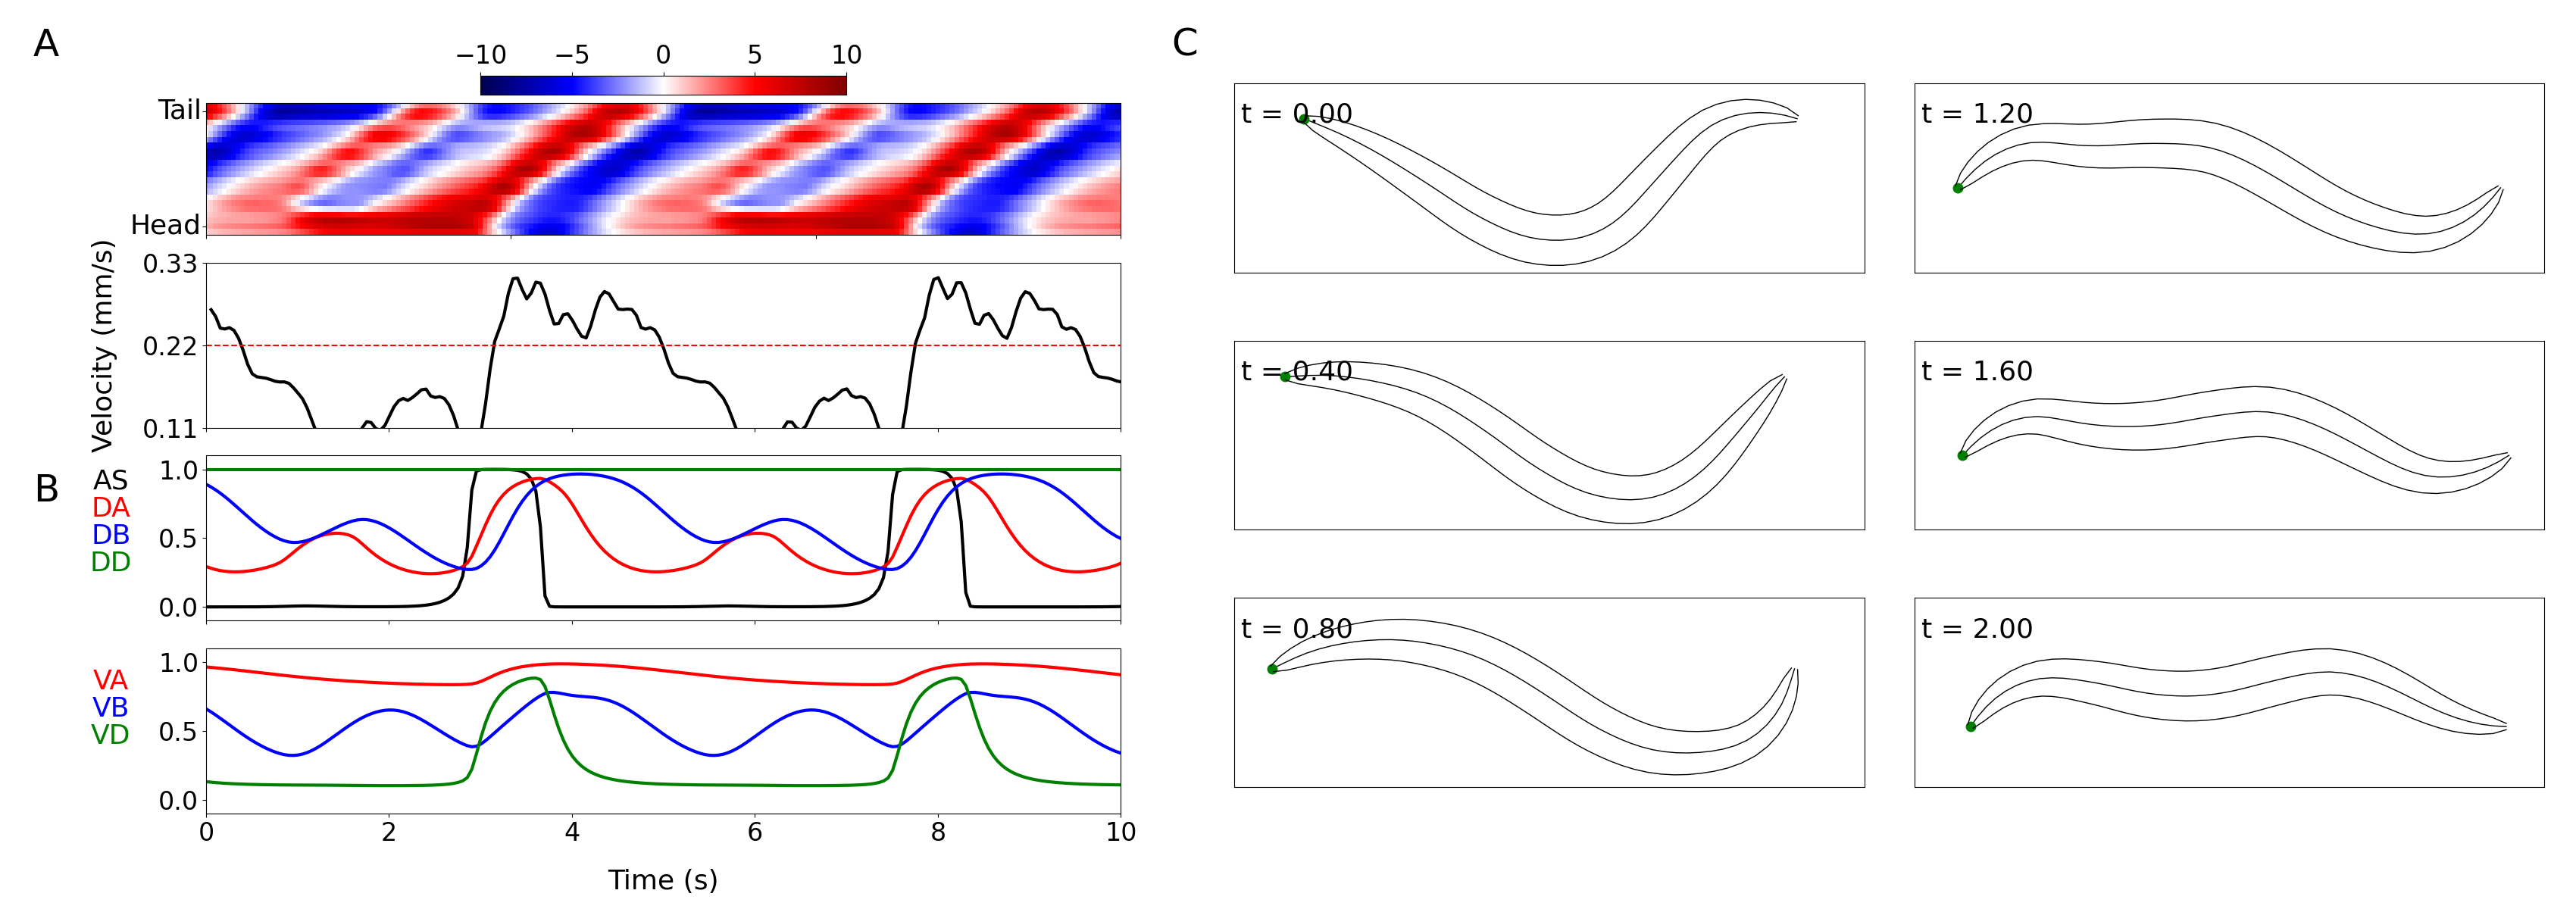 A
−10 −5 0 5 10
Tail
Head
Velocity (mm/s)
0.33
0.22
0.11
B
AS
DA
DB
DD
1.0
0.5
0.0
VA
VB
VD
1.0
0.5
0.0
0 2 4 6 8 10
Time (s)
C
t = 0.00
t = 1.20
t = 0.40
t = 1.60
t = 0.80
t = 2.00